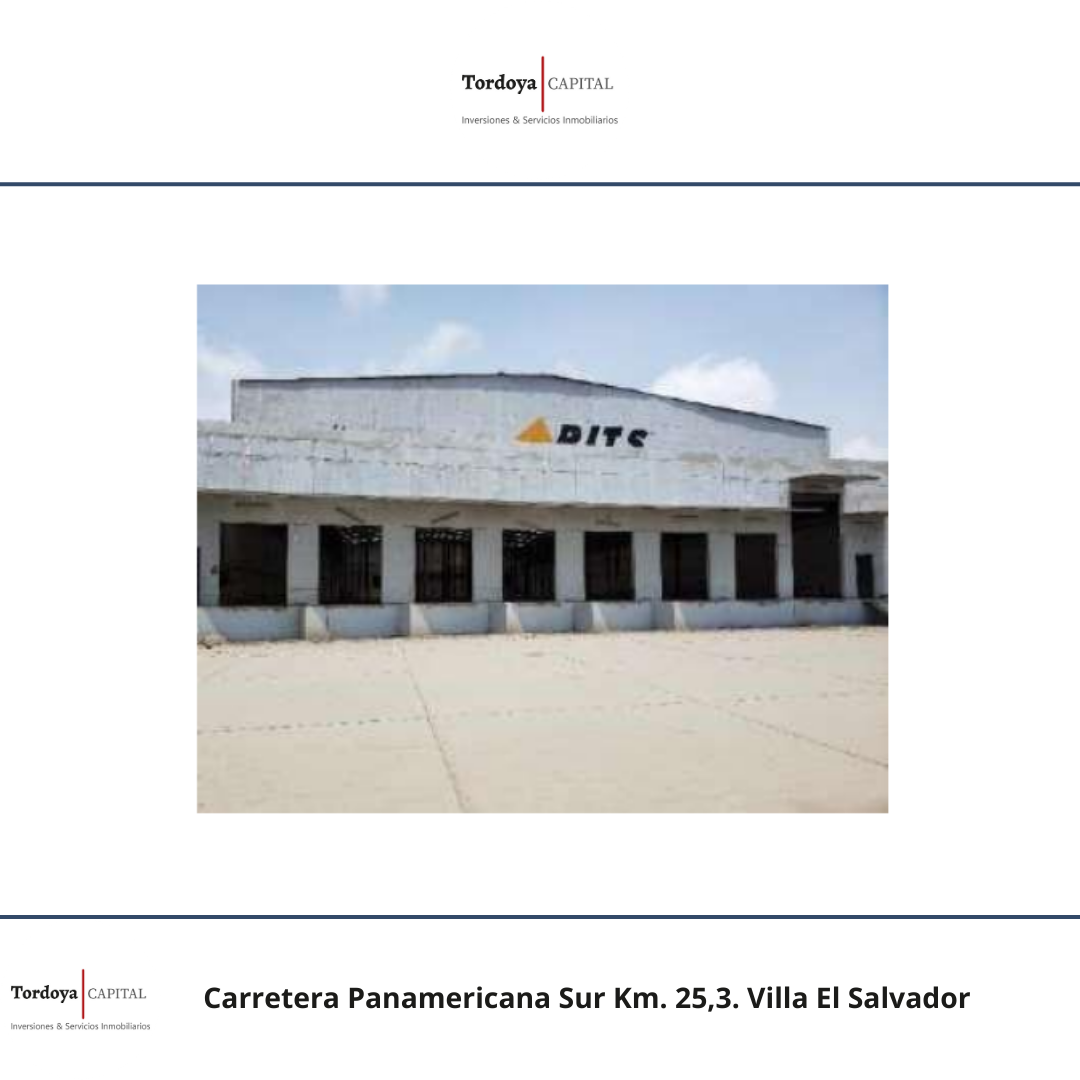 Tordoya CAPITAL
Inversiones & Servicios Inmobiliarios
Tordoya CAPITAL
Inversiones & Servicios Inmobiliarios
Carretera Panamericana Sur Km. 25,3. Villa El Salvador